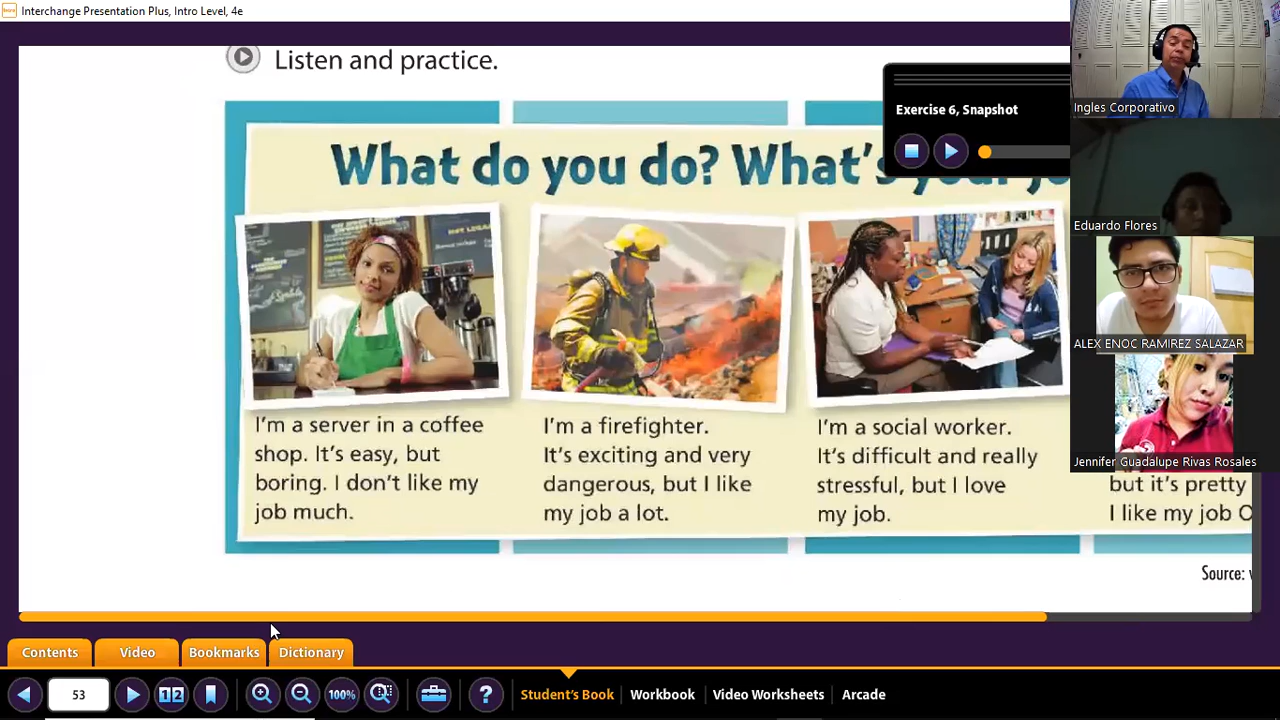 Interchange Presentation Plus, Intro Level, 4e
Listen and practice.
Exercise 6, Snapshot
What do you do? What's your jo
I'm a server in a coffee
shop. It's easy, but
boring. I don't like my
job much.
I'm a firefighter.
It's exciting and very
dangerous, but I like
my job a lot.
I'm a social worker.
It's difficult and really
stressful, but I love
my job.
but it's pretty
I like my job O
Source:
Ingles Corporativo
Eduardo Flores
ALEX ENOC RAMIREZ SALAZAR
Jennifer Guadalupe Rivas Rosales
Contents
Video
Bookmarks
Dictionary
53
1 2
100%
?
Student's Book
Workbook
Video Worksheets
Arcade